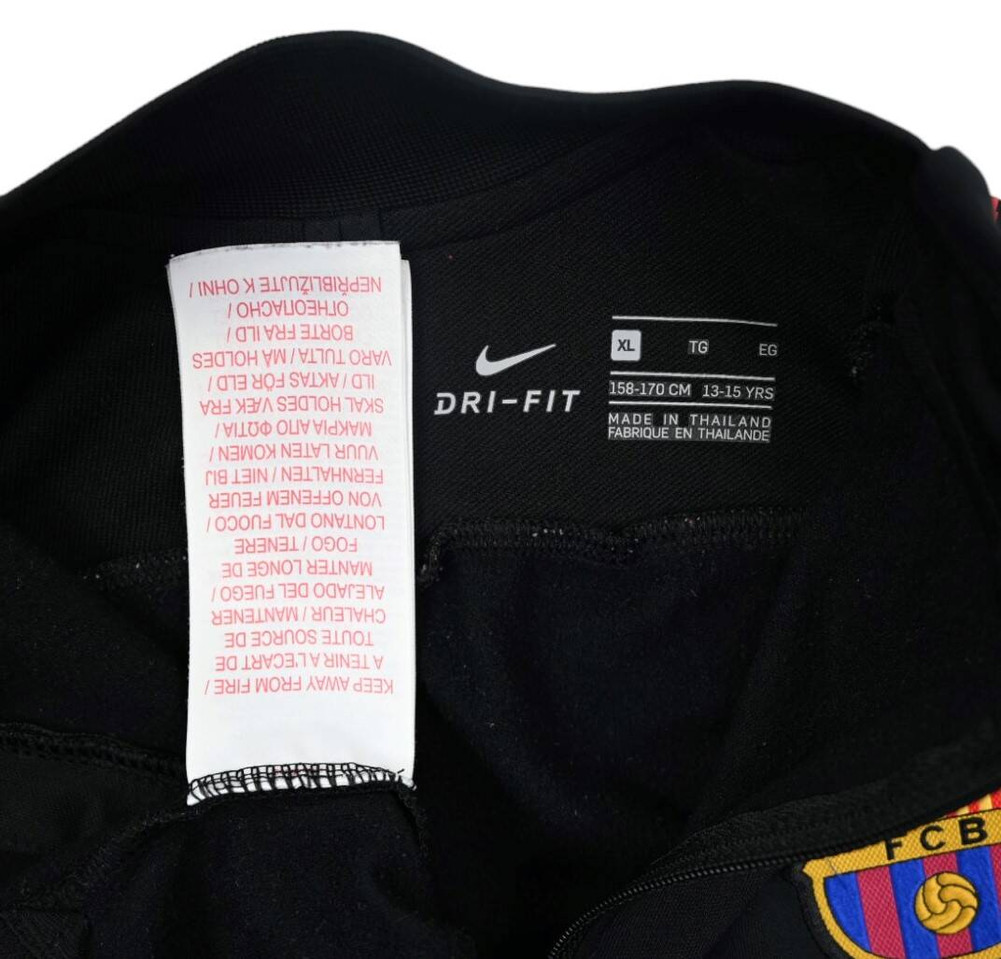 KEEP AWAY FROM FIRE /
A TENIR A L'ECART DE
TOUTE SOURCE DE
CHALEUR / MANTENER
ALEJADO DEL FUEGO /
MANTER LONGE DE
FOGO / TENERE
LONTANO DAL FUOCO /
VON OFFENEM FEUER
FERNHALTEN / NIET BIJ
VUUR LATEN KOMEN /
ΜΑΚΡΙΑ ΑΠΟ ΦΩΤΙΑ /
SKAL HOLDES VÆK FRA
ILD / AKTAS FÖR ELD /
VARO TULTA / MÅ HOLDES
BORTE FRA ILD /
ОГНЕОПАСНО /
NEPŘIBLIŽUJTE K OHNI /
DRI-FIT
XL TG EG
158-170 CM 13-15 YRS
MADE IN THAILAND
FABRIQUE EN THAILANDE
FCB